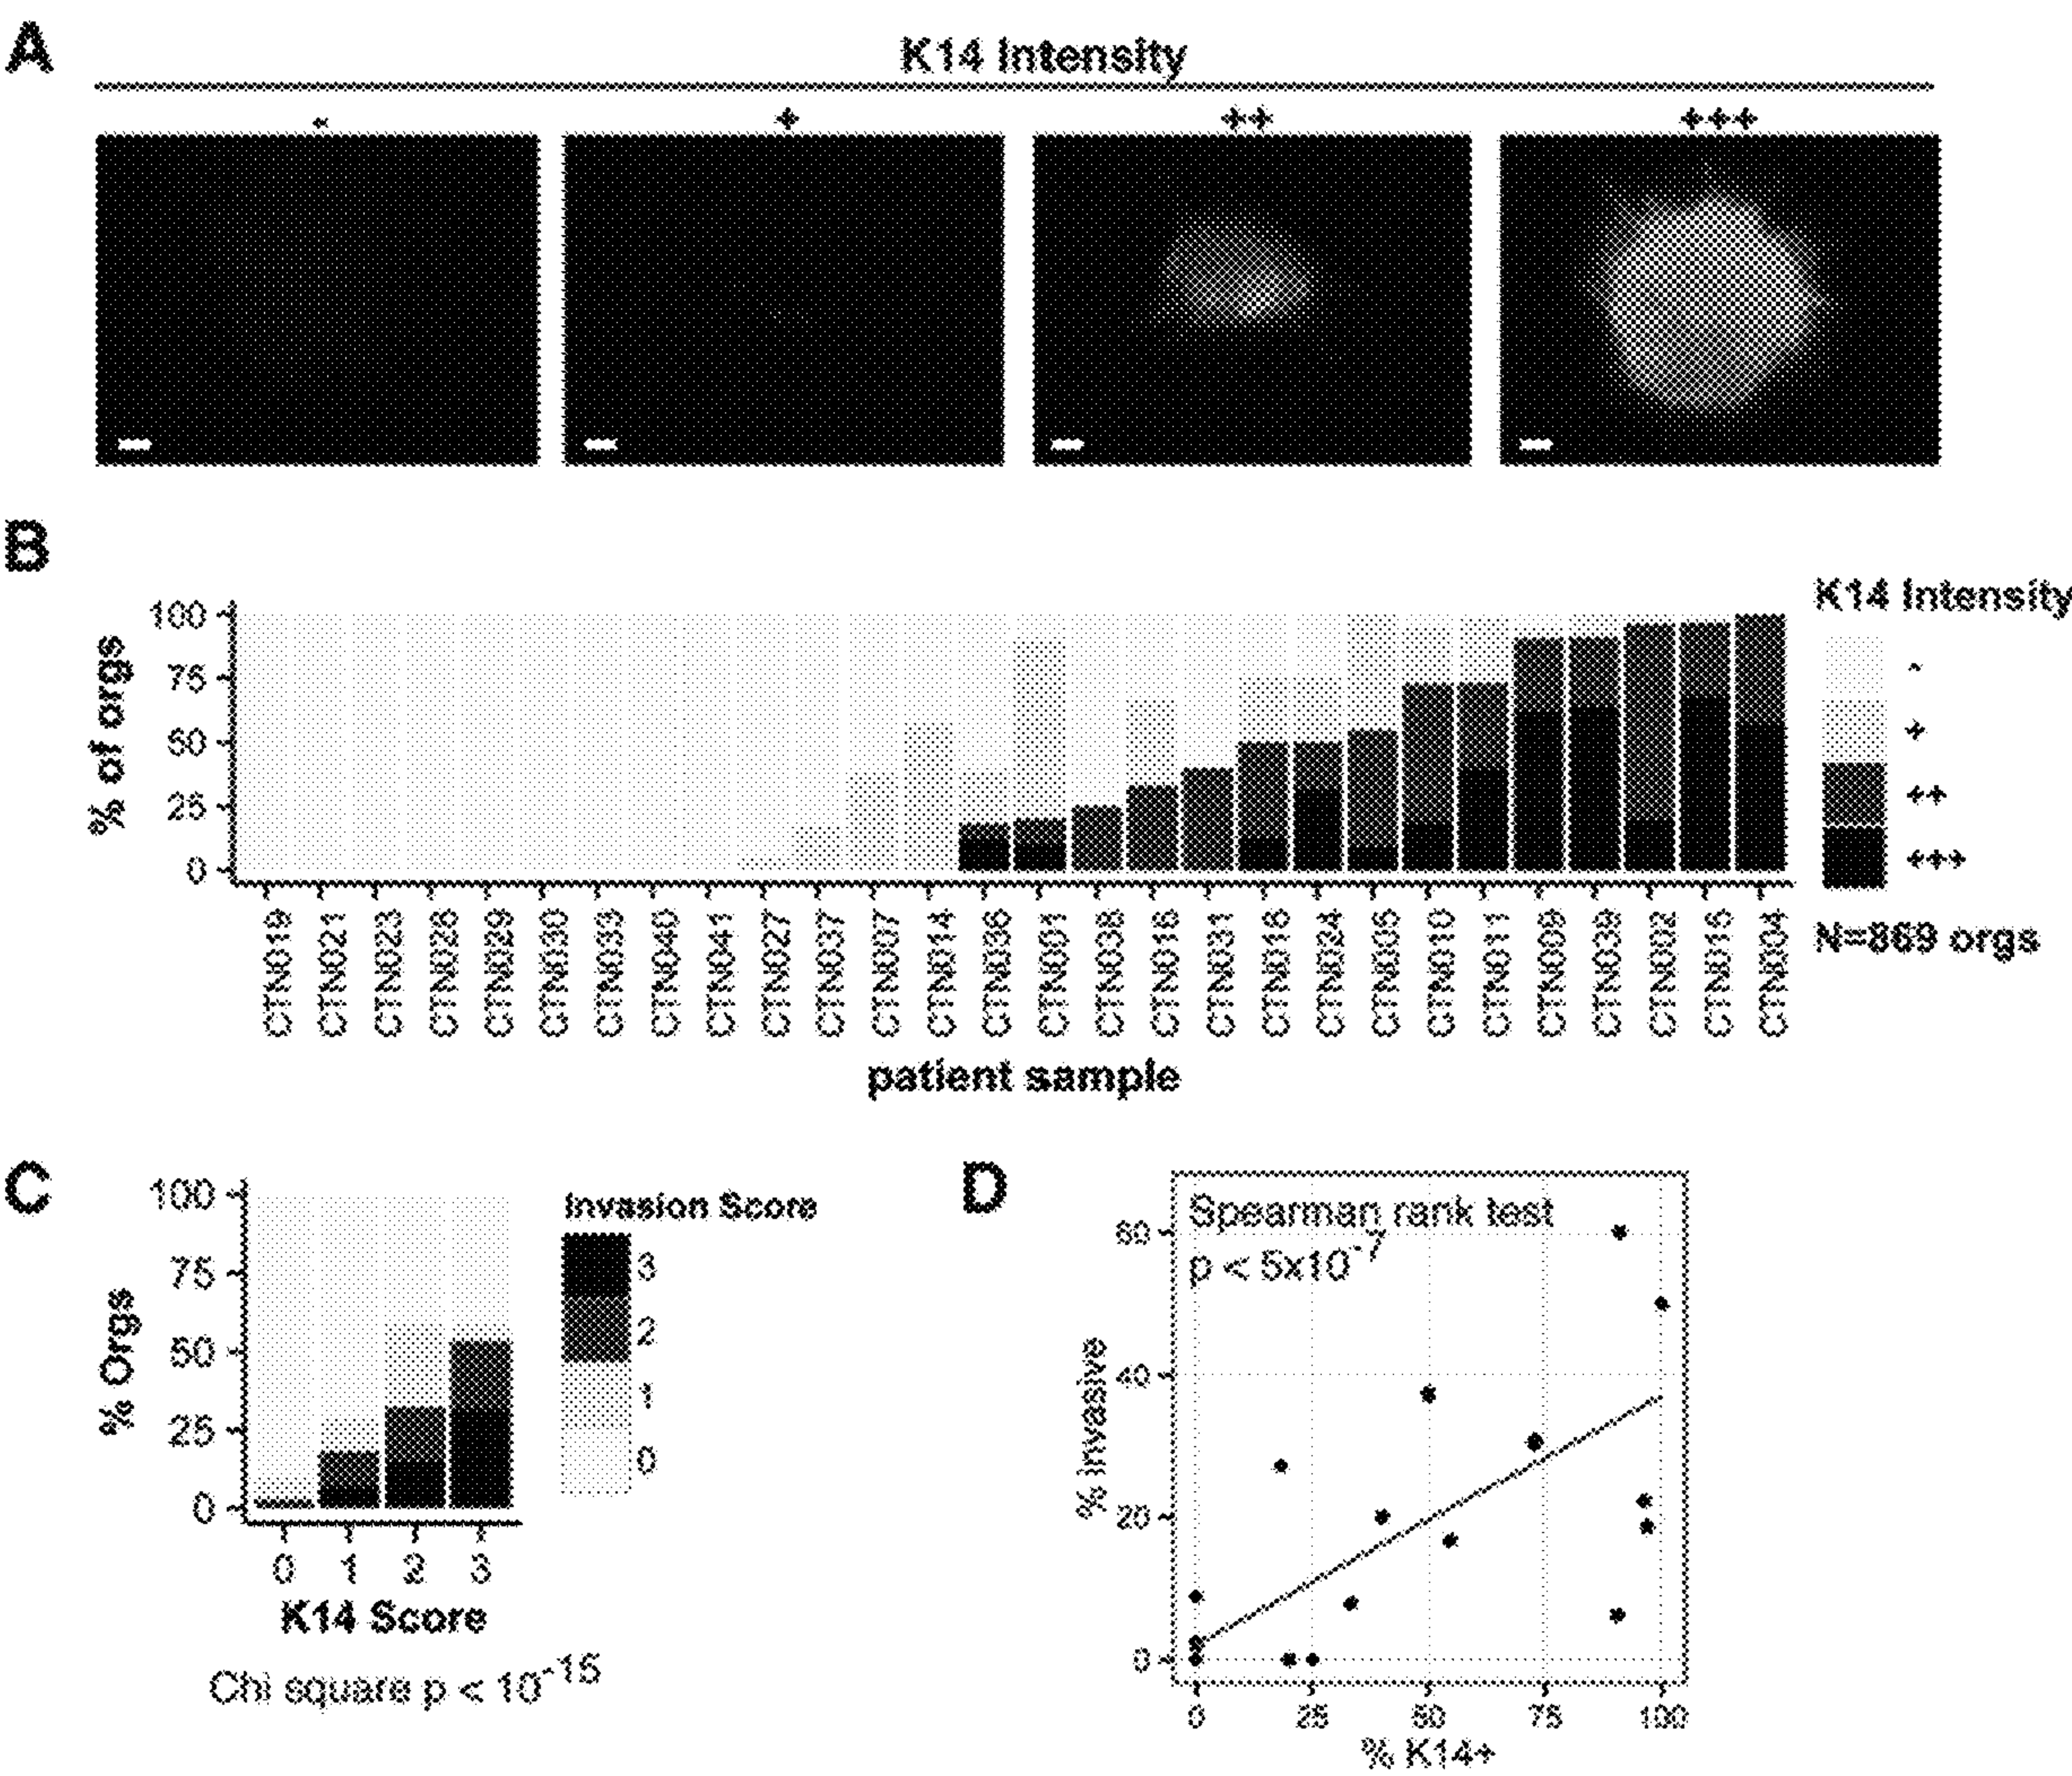 A
K14 Intensity
- + ++ +++
B
K14 Intensity
100
75
50
25
0
% of orgs
-
+
++
+++
N=869 orgs
CTN019
CTN021
CTN023
CTN028
CTN029
CTN030
CTN033
CTN040
CTN041
CTN027
CTN037
CTN007
CTN014
CTN036
CTN001
CTN038
CTN031
CTN024
CTN005
CTN010
CTN011
CTN009
CTN039
CTN002
CTN015
CTN004
patient sample
C
100
75
50
25
0
% Orgs
0 1 2 3
K14 Score
Chi square p < 10⁻¹⁵
Invasion Score
3
2
1
0
D
Spearman rank test
p < 5x10⁻⁷
60
40
20
0
% invasive
0 25 50 75 100
% K14+